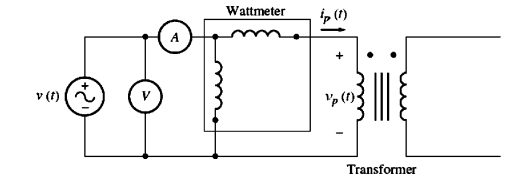 Wattmeter
i_p (t)
A
+
v (t)
+
−
V
v_p (t)
−
Transformer